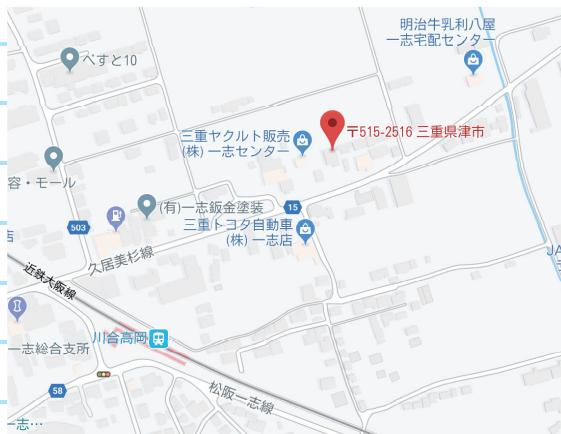 明治牛乳利八屋
一志宅配センター
べすと10
三重ヤクルト販売
(株) 一志センター
〒515-2516 三重県津市
容・モール
(有)一志鈑金塗装
15
503
三重トヨタ自動車
(株) 一志店
店
久居美杉線
JA
近鉄大阪線
一志総合支所
川合高岡
58
松阪一志線
一志…